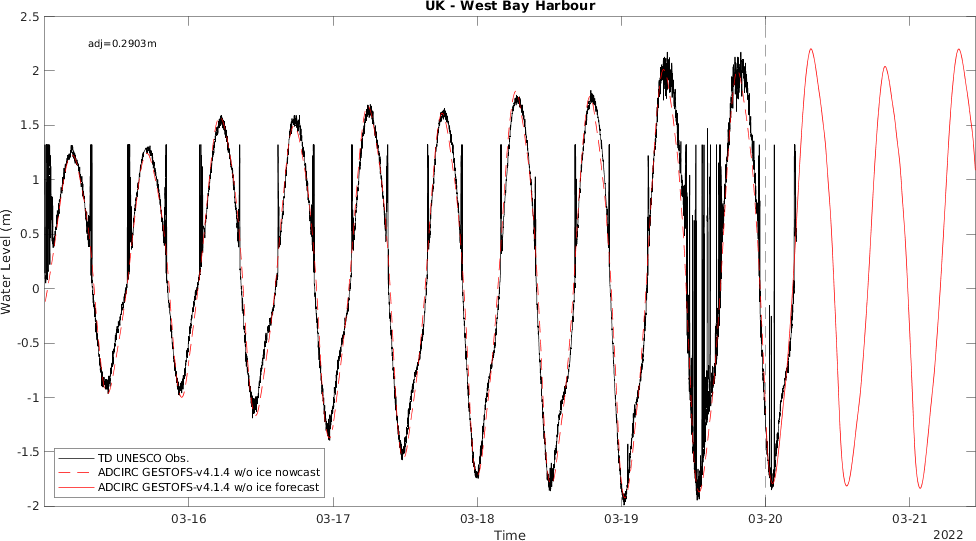 UK - West Bay Harbour
adj=0.2903m
2.5
2
1.5
1
0.5
0
-0.5
-1
-1.5
-2
Water Level (m)
TD UNESCO Obs.
ADCIRC GESTOFS-v4.1.4 w/o ice nowcast
ADCIRC GESTOFS-v4.1.4 w/o ice forecast
03-16 03-17 03-18 03-19 03-20 03-21
Time
2022